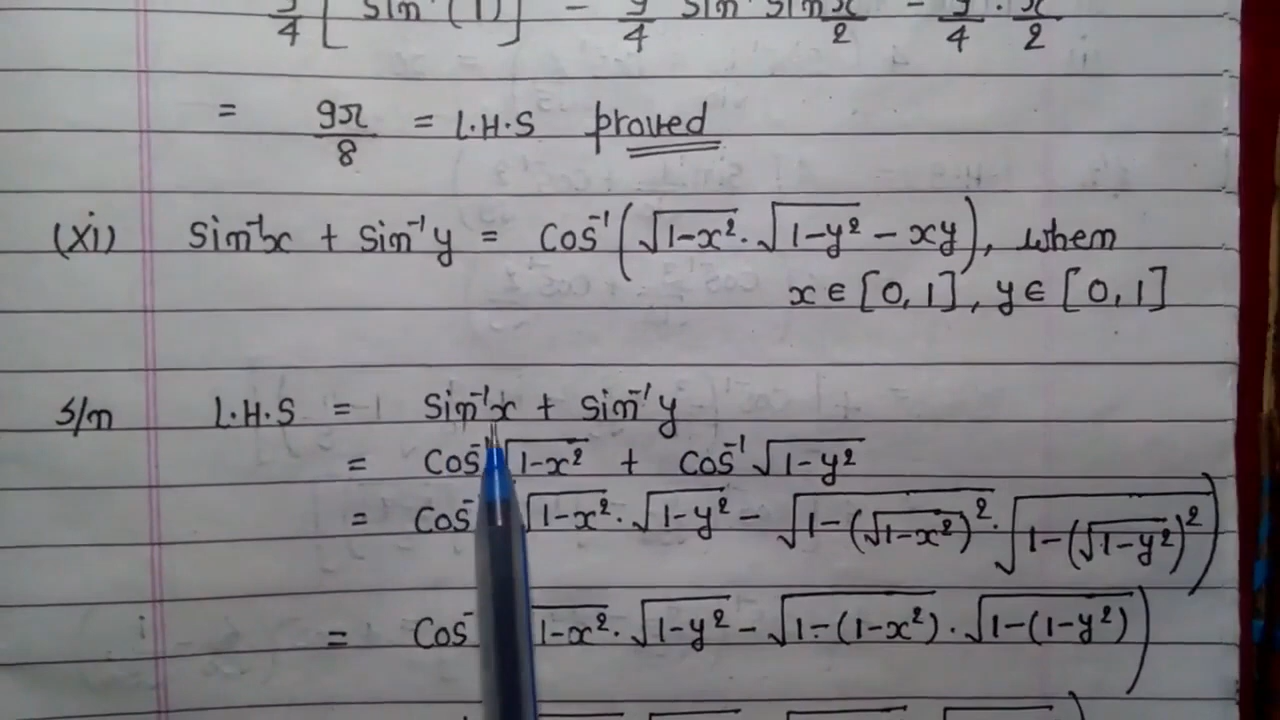 = 9π/8 = L.H.S proved
(xi) Sin⁻¹x + Sin⁻¹y = Cos⁻¹(√1-x². √1-y² - xy), when
x ∈ [0,1], y ∈ [0,1]
S/n L.H.S = Sin⁻¹x + Sin⁻¹y
= Cos⁻¹√1-x² + Cos⁻¹√1-y²
= Cos⁻ √1-x². √1-y² - √1-(√1-x²)². √1-(√1-y²)²)
= Cos⁻ 1-x². √1-y² - √1-(1-x²). √1-(1-y²))